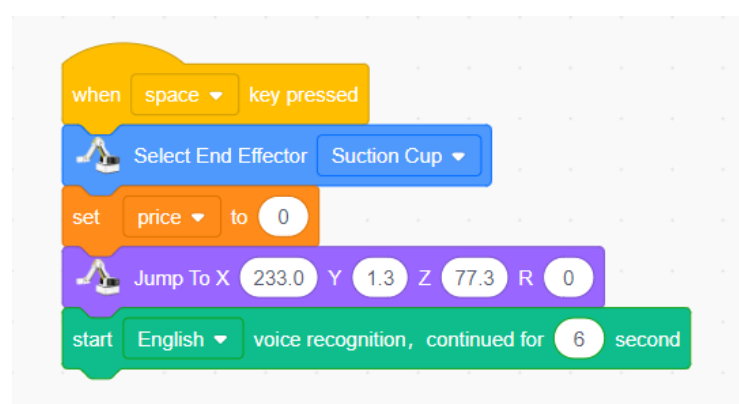 when space key pressed
Select End Effector Suction Cup
set price to 0
Jump To X 233.0 Y 1.3 Z 77.3 R 0
start English voice recognition, continued for 6 second